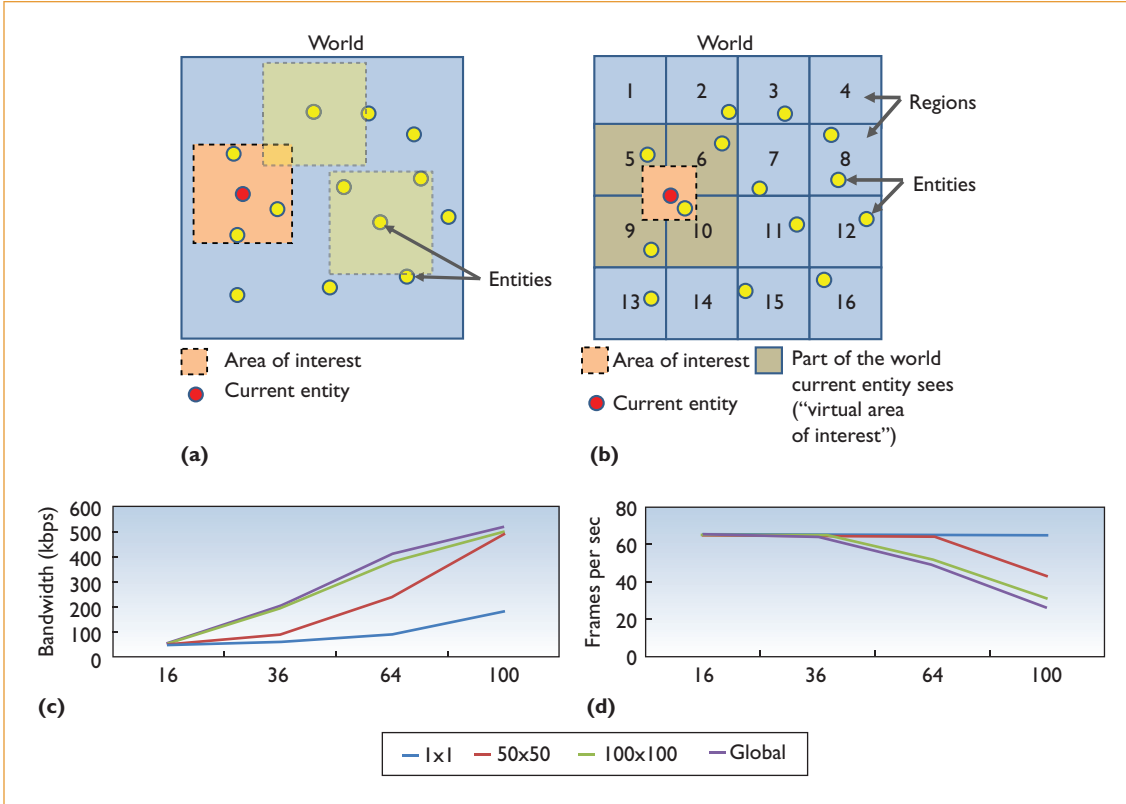 World
Entities
Area of interest
Current entity
(a)
World
1 2 3 4
5 6 7 8
9 10 11 12
13 14 15 16
Regions
Entities
Area of interest
Current entity
Part of the world
current entity sees
(“virtual area
of interest”)
(b)
Bandwidth (kbps)
600
500
400
300
200
100
0
16 36 64 100
(c)
Frames per sec
80
60
40
20
0
16 36 64 100
(d)
1x1 50x50 100x100 Global